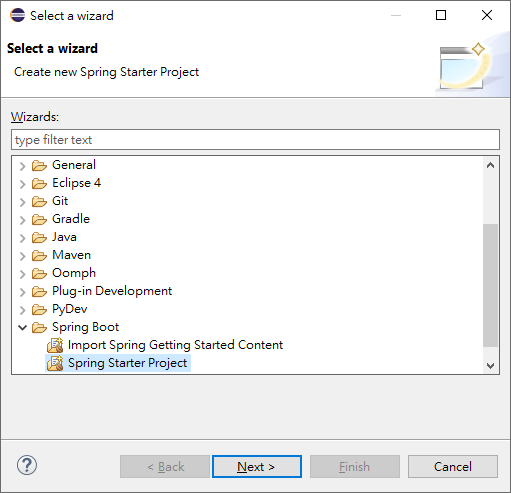 Select a wizard
Select a wizard
Create new Spring Starter Project
Wizards:
type filter text
General
Eclipse 4
Git
Gradle
Java
Maven
Oomph
Plug-in Development
PyDev
Spring Boot
Import Spring Getting Started Content
Spring Starter Project
? < Back Next > Finish Cancel